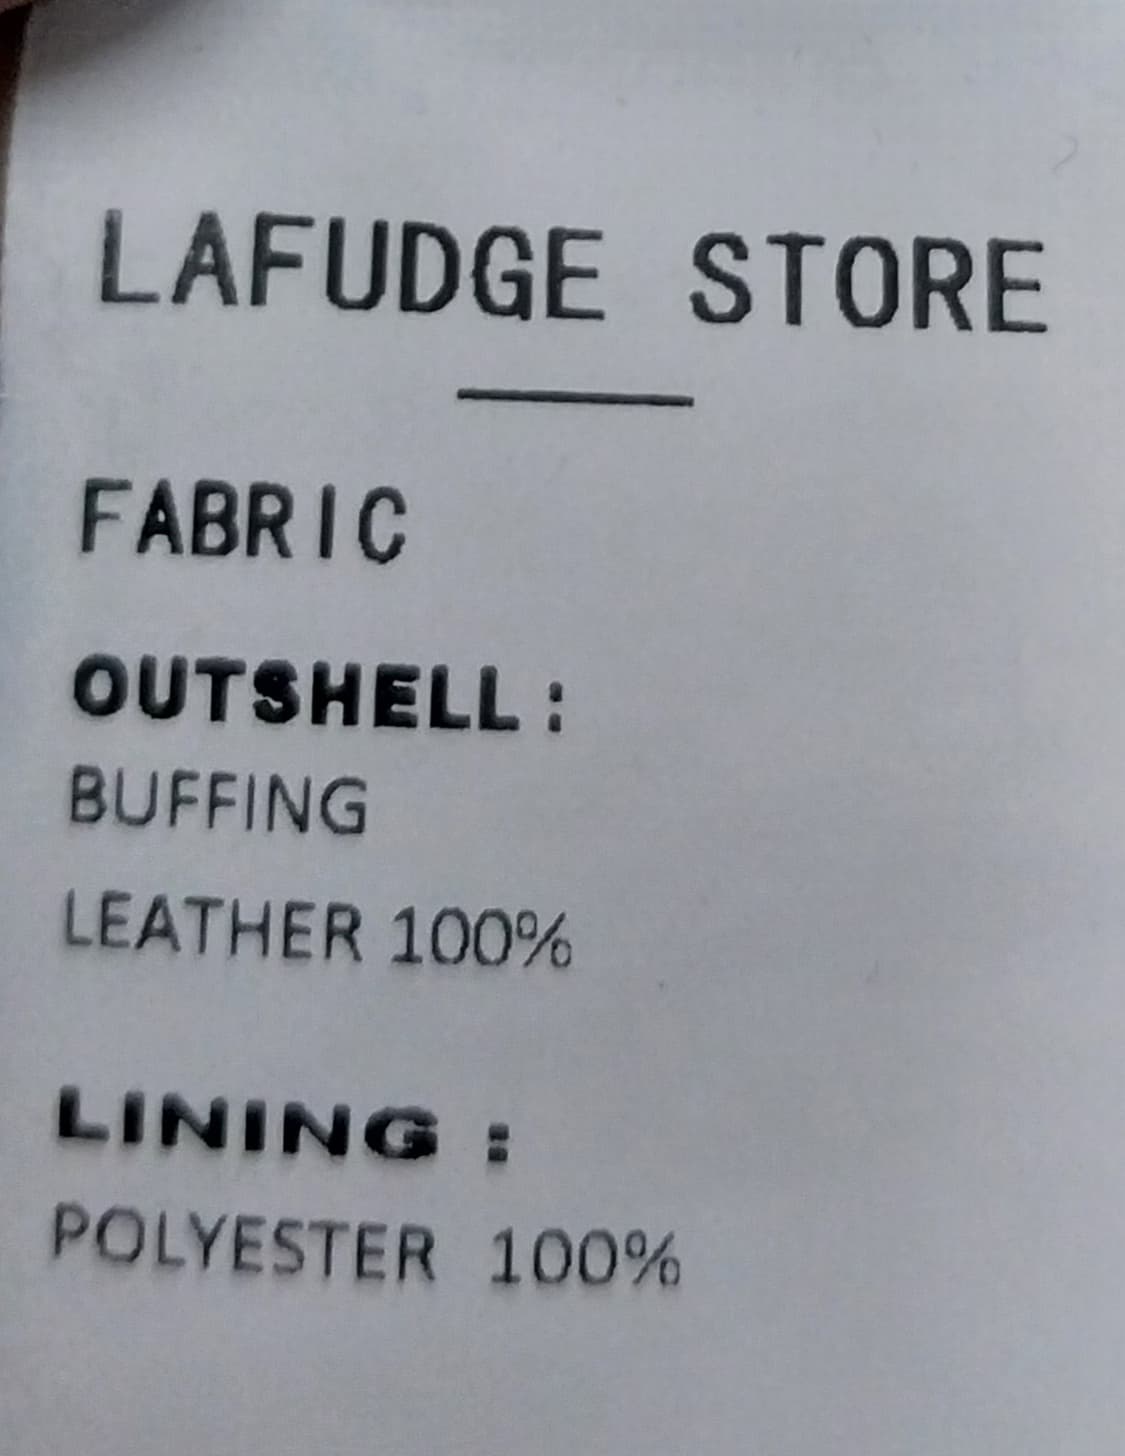 LAFUDGE STORE
FABRIC
OUTSHELL:
BUFFING
LEATHER 100%
LINING :
POLYESTER 100%